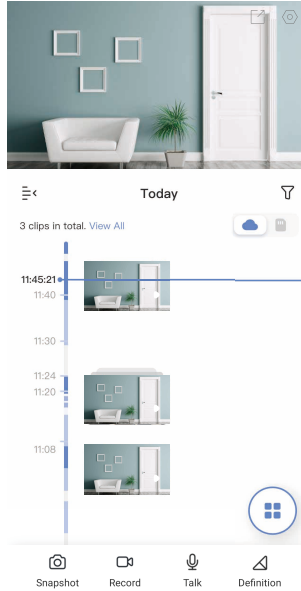 Today
3 clips in total. View All
11:45:21
11:40
11:30
11:24
11:20
11:08
Snapshot
Record
Talk
Definition